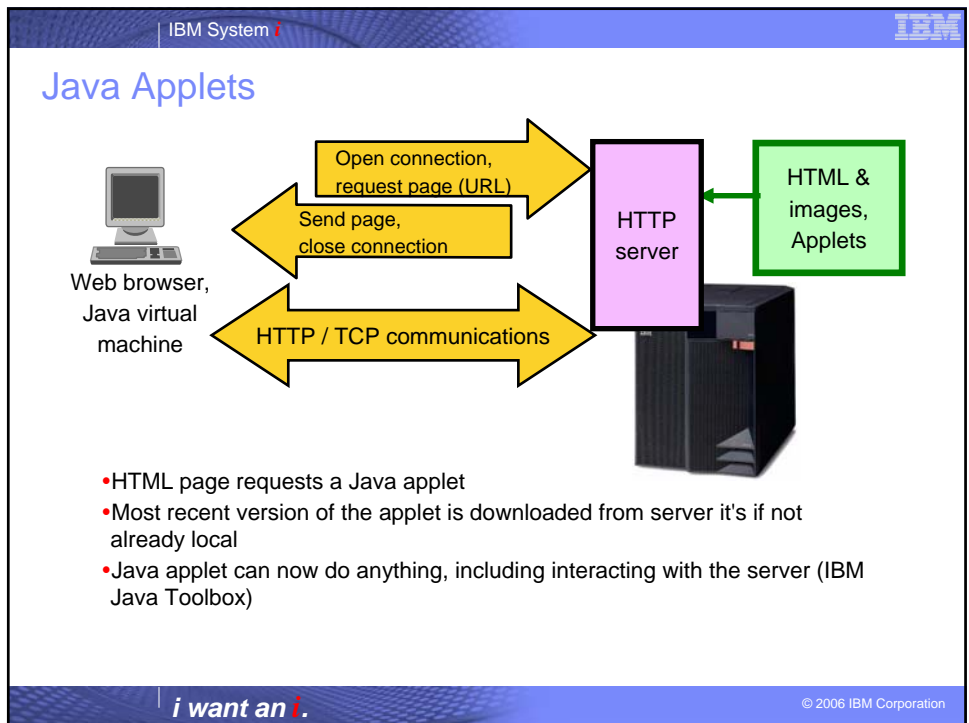 IBM System i
IBM
Java Applets
Open connection,
request page (URL)
Send page,
close connection
HTTP
server
HTML &
images,
Applets
Web browser,
Java virtual
machine
HTTP / TCP communications
•HTML page requests a Java applet
•Most recent version of the applet is downloaded from server it's if not
already local
•Java applet can now do anything, including interacting with the server (IBM
Java Toolbox)
i want an i.
© 2006 IBM Corporation